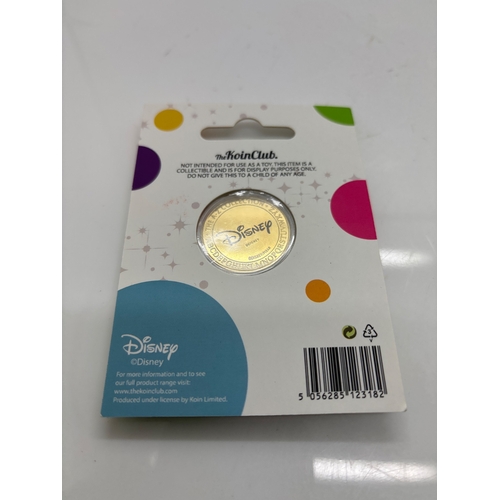 The KoinClub.
NOT INTENDED FOR USE AS A TOY. THIS ITEM IS A
COLLECTIBLE AND IS FOR DISPLAY PURPOSES ONLY.
DO NOT GIVE THIS TO A CHILD OF ANY AGE.
Disney
Disney
©Disney
For more information and to see
our full product range visit:
www.thekoinclub.com
Produced under license by Koin Limited.
5 056285 123182